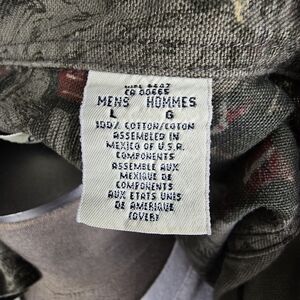 CA 00665
MENS HOMMES
L G
100% COTTON/COTON
ASSEMBLED IN
MEXICO OF U.S.A.
COMPONENTS
ASSEMBLE AUX
MEXIQUE DE
COMPONENTS
AUX ETATS UNIS
DE AMERIQUE
(OVER)